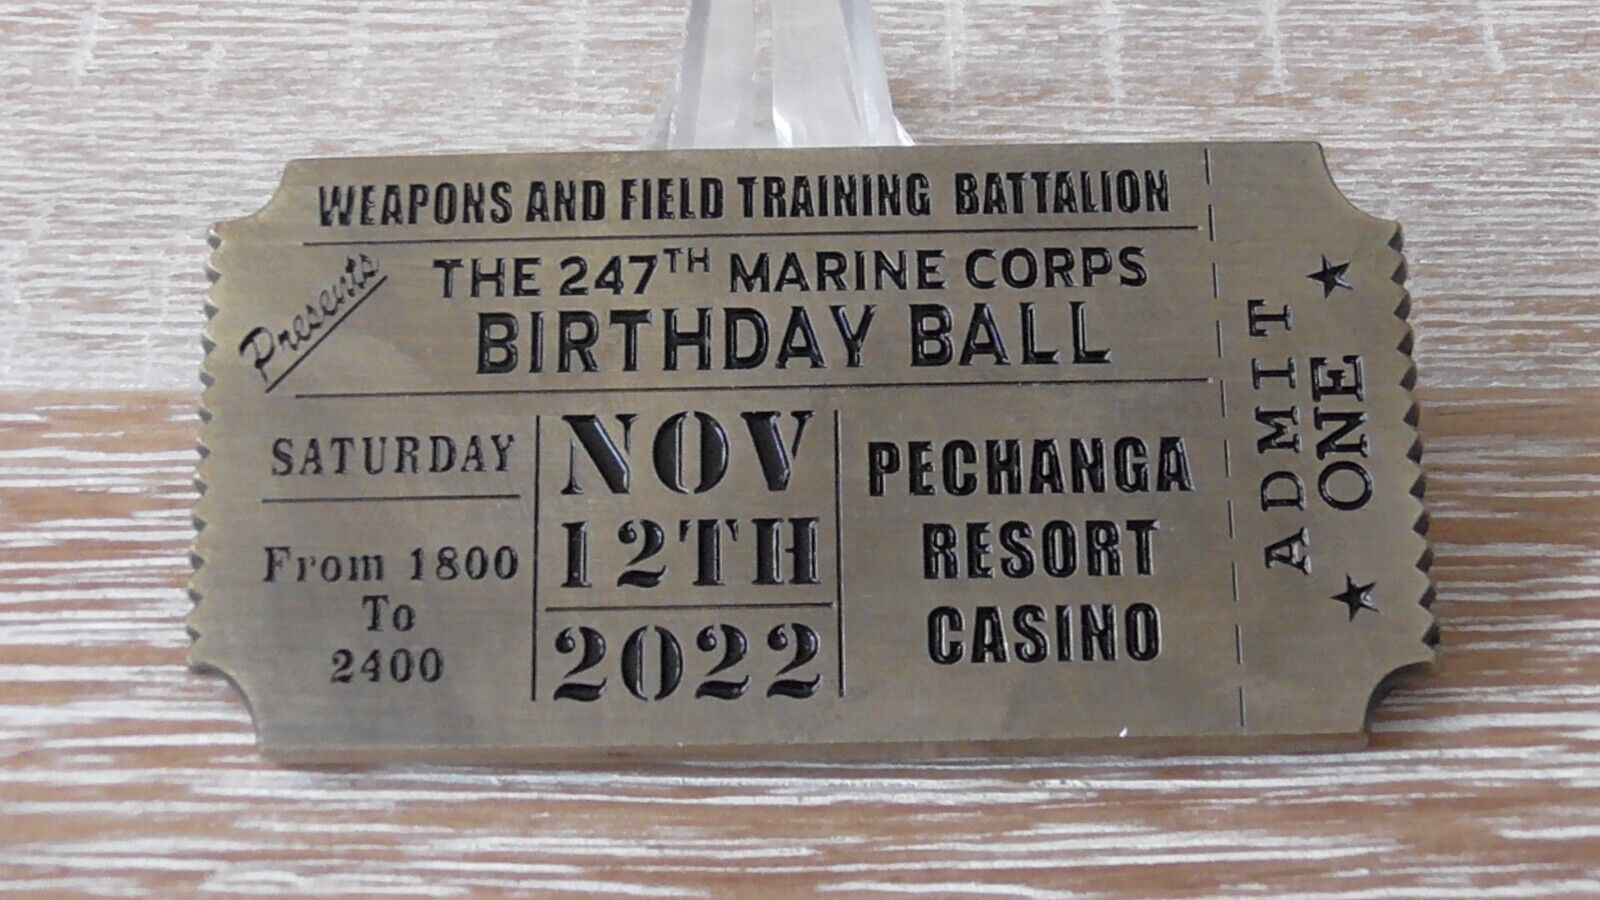 WEAPONS AND FIELD TRAINING BATTALION
Presents
THE 247TH MARINE CORPS
BIRTHDAY BALL
SATURDAY
From 1800
To
2400
NOV
12TH
2022
PECHANGA
RESORT
CASINO
ADMIT
ONE